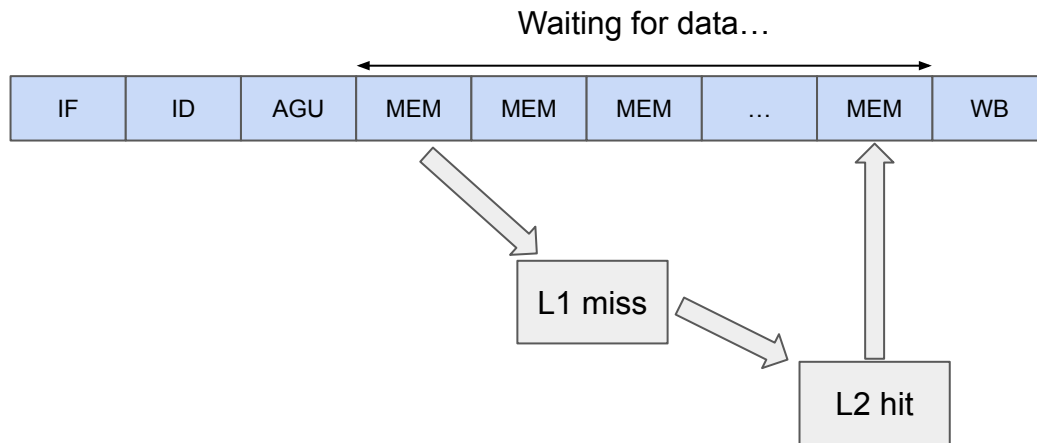 Waiting for data…
IF ID AGU MEM MEM MEM … MEM WB
L1 miss
L2 hit